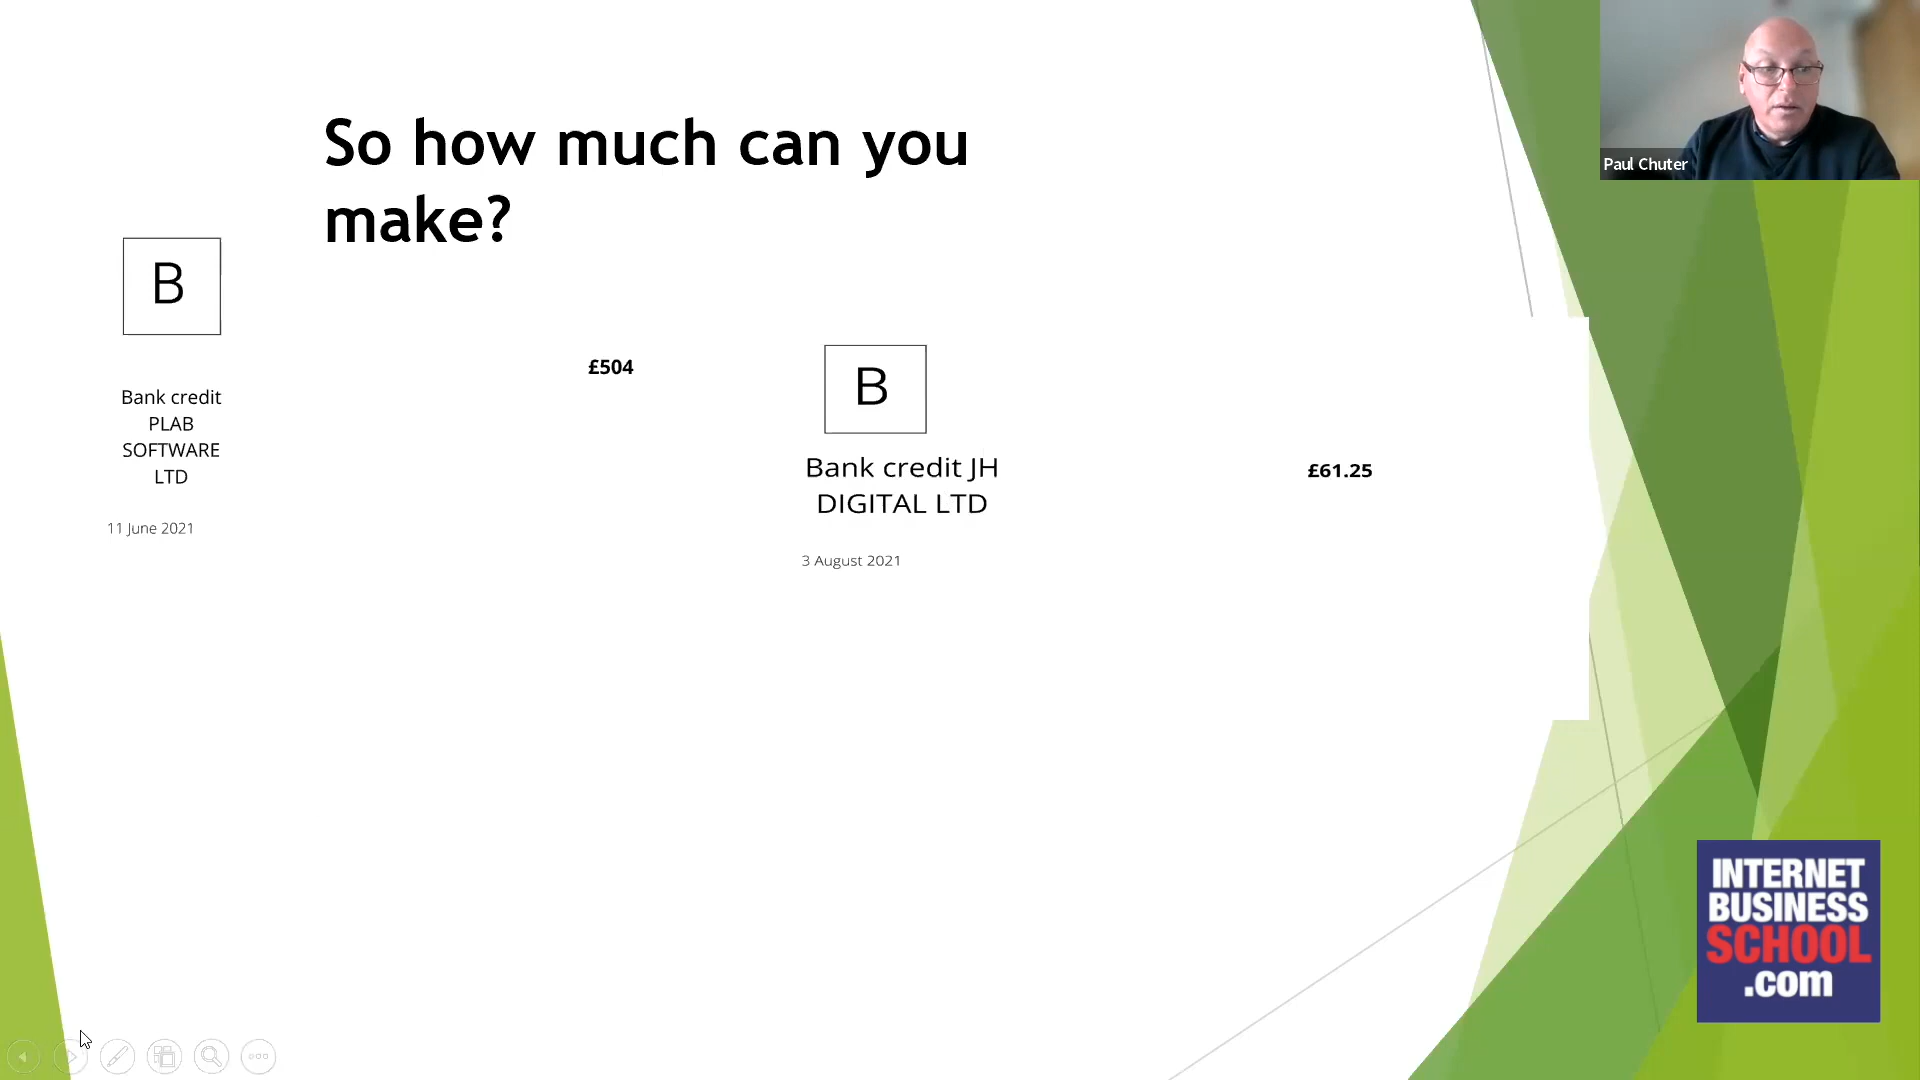 So how much can you
make?
B
£504
Bank credit
PLAB
SOFTWARE
LTD
11 June 2021
B
Bank credit JH
DIGITAL LTD
£61.25
3 August 2021
Paul Chuter
INTERNET
BUSINESS
SCHOOL
.com